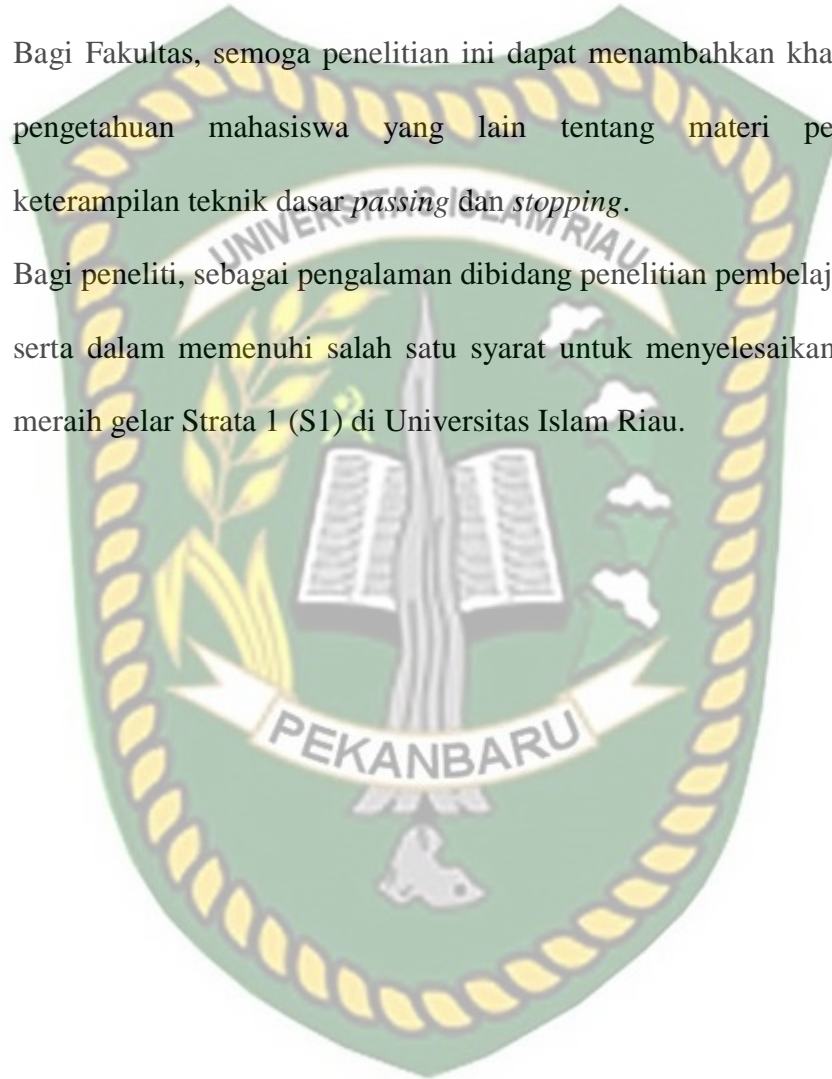 Bagi Fakultas, semoga penelitian ini dapat menambahkan kha
pengetahuan mahasiswa yang lain tentang materi pe
keterampilan teknik dasar passing dan stopping.
UNIVERSITAS ISLAM RIAU
Bagi peneliti, sebagai pengalaman dibidang penelitian pembelaj
serta dalam memenuhi salah satu syarat untuk menyelesaikan
meraih gelar Strata 1 (S1) di Universitas Islam Riau.
PEKANBARU